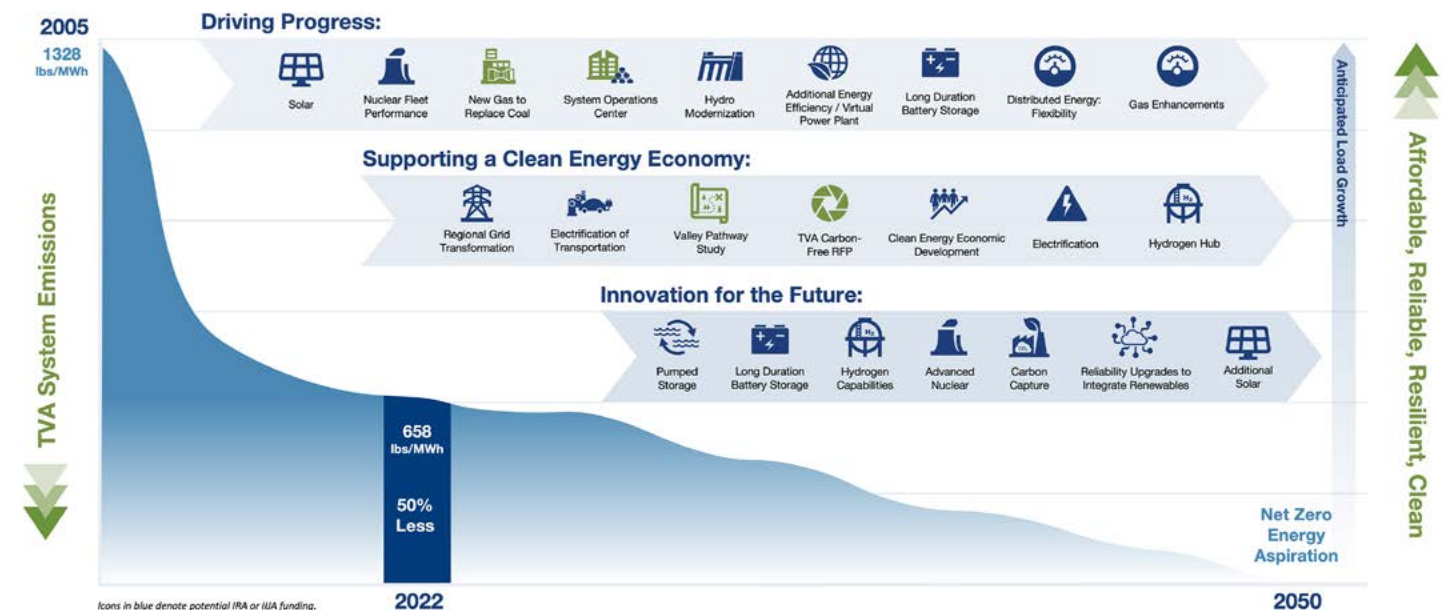 2005
1328
lbs/MWh
Driving Progress:
Solar
Nuclear Fleet
Performance
New Gas to
Replace Coal
System Operations
Center
Hydro
Modernization
Additional Energy
Efficiency / Virtual
Power Plant
Long Duration
Battery Storage
Distributed Energy:
Flexibility
Gas Enhancements
Supporting a Clean Energy Economy:
Regional Grid
Transformation
Electrification of
Transportation
Valley Pathway
Study
TVA Carbon-
Free RFP
Clean Energy Economic
Development
Electrification
H₂
Hydrogen Hub
Innovation for the Future:
Pumped
Storage
Long Duration
Battery Storage
H₂
Hydrogen
Capabilities
Advanced
Nuclear
CO₂
Carbon
Capture
Reliability Upgrades to
Integrate Renewables
Additional
Solar
TVA System Emissions
658
lbs/MWh
50%
Less
Anticipated Load Growth
Affordable, Reliable, Resilient, Clean
Net Zero
Energy
Aspiration
2022
2050
Icons in blue denote potential IRA or IIJA funding.